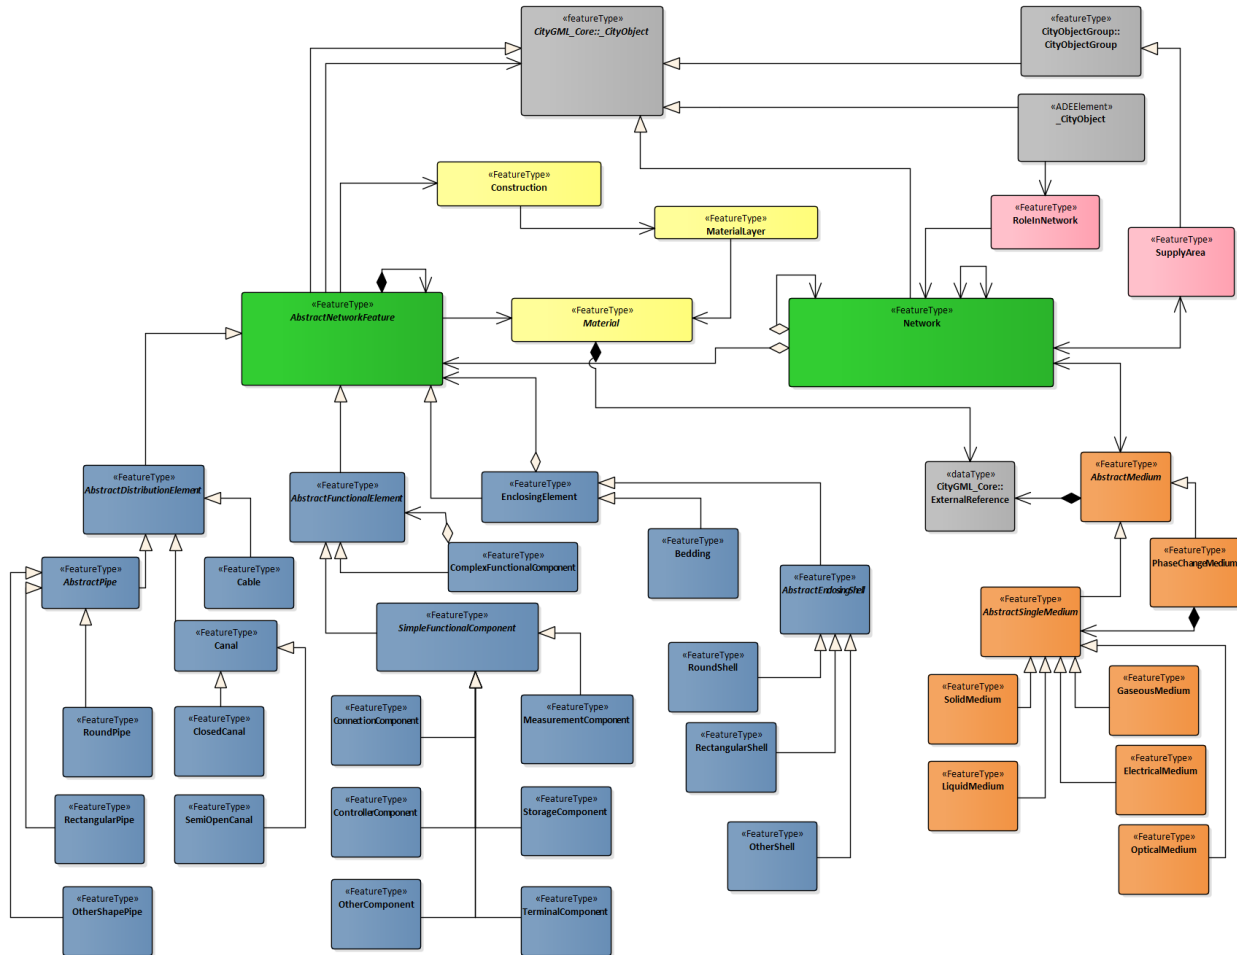 «featureType»
CityGML_Core::_CityObject
«featureType»
CityObjectGroup::
CityObjectGroup
«ADEElement»
_CityObject
«FeatureType»
Construction
«FeatureType»
MaterialLayer
«FeatureType»
RoleInNetwork
«FeatureType»
SupplyArea
«FeatureType»
AbstractNetworkFeature
«FeatureType»
Material
«FeatureType»
Network
«FeatureType»
AbstractDistributionElement
«FeatureType»
AbstractFunctionalElement
«FeatureType»
EnclosingElement
«dataType»
CityGML_Core::
ExternalReference
«FeatureType»
AbstractMedium
«FeatureType»
AbstractPipe
«FeatureType»
Cable
«FeatureType»
ComplexFunctionalComponent
«FeatureType»
Bedding
«FeatureType»
AbstractEnclosingShell
«FeatureType»
PhaseChangeMedium
«FeatureType»
Canal
«FeatureType»
SimpleFunctionalComponent
«FeatureType»
AbstractSingleMedium
«FeatureType»
RoundShell
«FeatureType»
SolidMedium
«FeatureType»
GaseousMedium
«FeatureType»
RoundPipe
«FeatureType»
ClosedCanal
«FeatureType»
ConnectionComponent
«FeatureType»
MeasurementComponent
«FeatureType»
RectangularShell
«FeatureType»
ElectricalMedium
«FeatureType»
LiquidMedium
«FeatureType»
RectangularPipe
«FeatureType»
SemiOpenCanal
«FeatureType»
ControllerComponent
«FeatureType»
StorageComponent
«FeatureType»
OtherShell
«FeatureType»
OpticalMedium
«FeatureType»
OtherShapePipe
«FeatureType»
OtherComponent
«FeatureType»
TerminalComponent